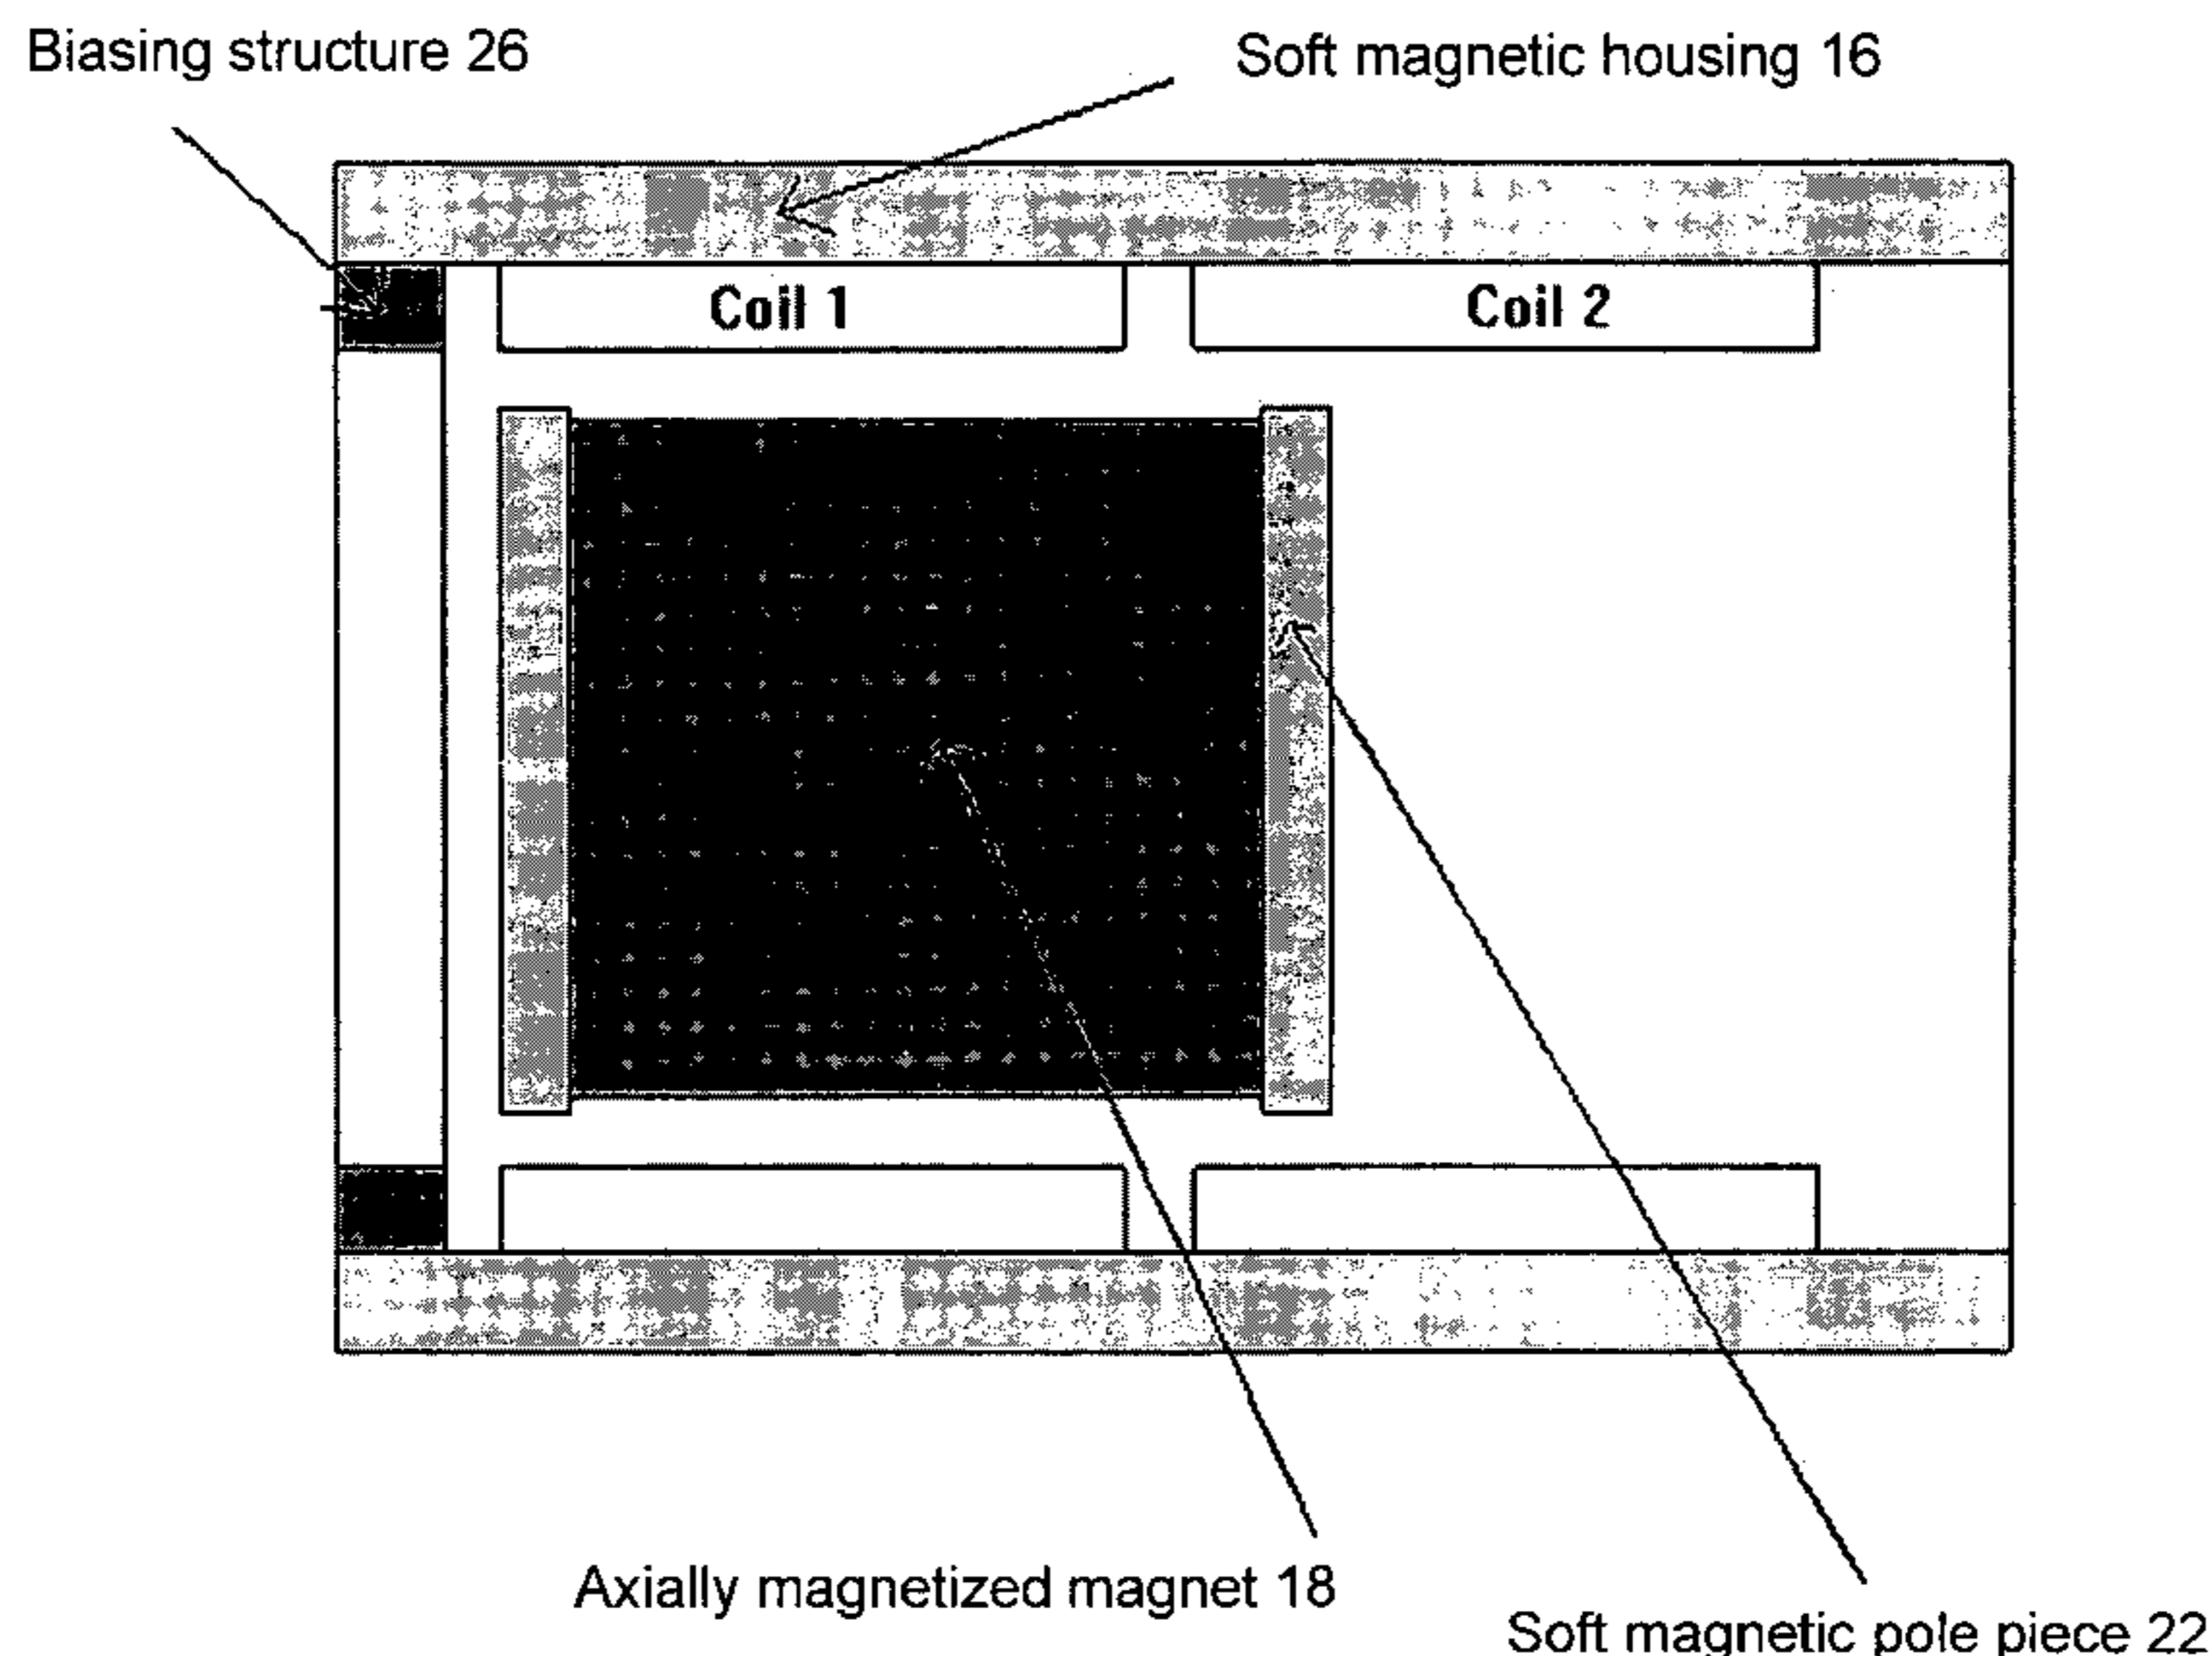 Biasing structure 26
Soft magnetic housing 16
Coil 1
Coil 2
Axially magnetized magnet 18
Soft magnetic pole piece 22